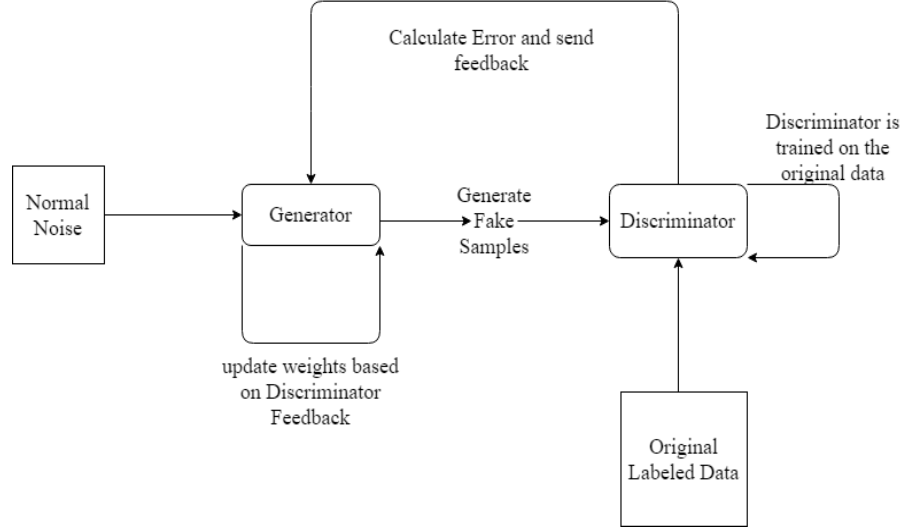 Calculate Error and send
feedback
Discriminator is
trained on the
original data
Normal
Noise
Generator
Generate
Fake
Samples
Discriminator
update weights based
on Discriminator
Feedback
Original
Labeled Data